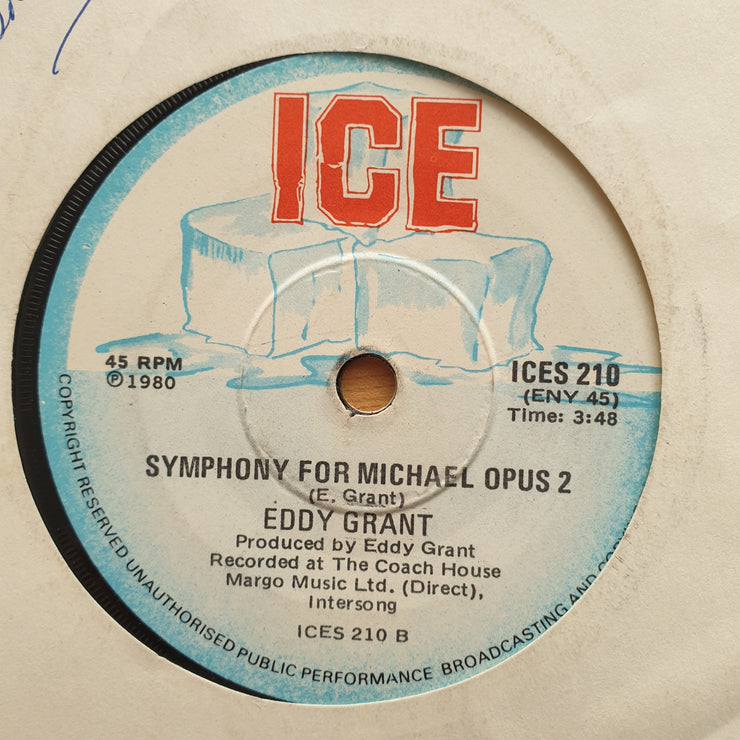 ICE
45 RPM
℗1980
ICES 210
(ENY 45)
Time: 3:48
SYMPHONY FOR MICHAEL OPUS 2
(E. Grant)
EDDY GRANT
Produced by Eddy Grant
Recorded at The Coach House
Margo Music Ltd. (Direct),
Intersong
ICES 210 B
COPYRIGHT RESERVED UNAUTHORISED PUBLIC PERFORMANCE BROADCASTING AND